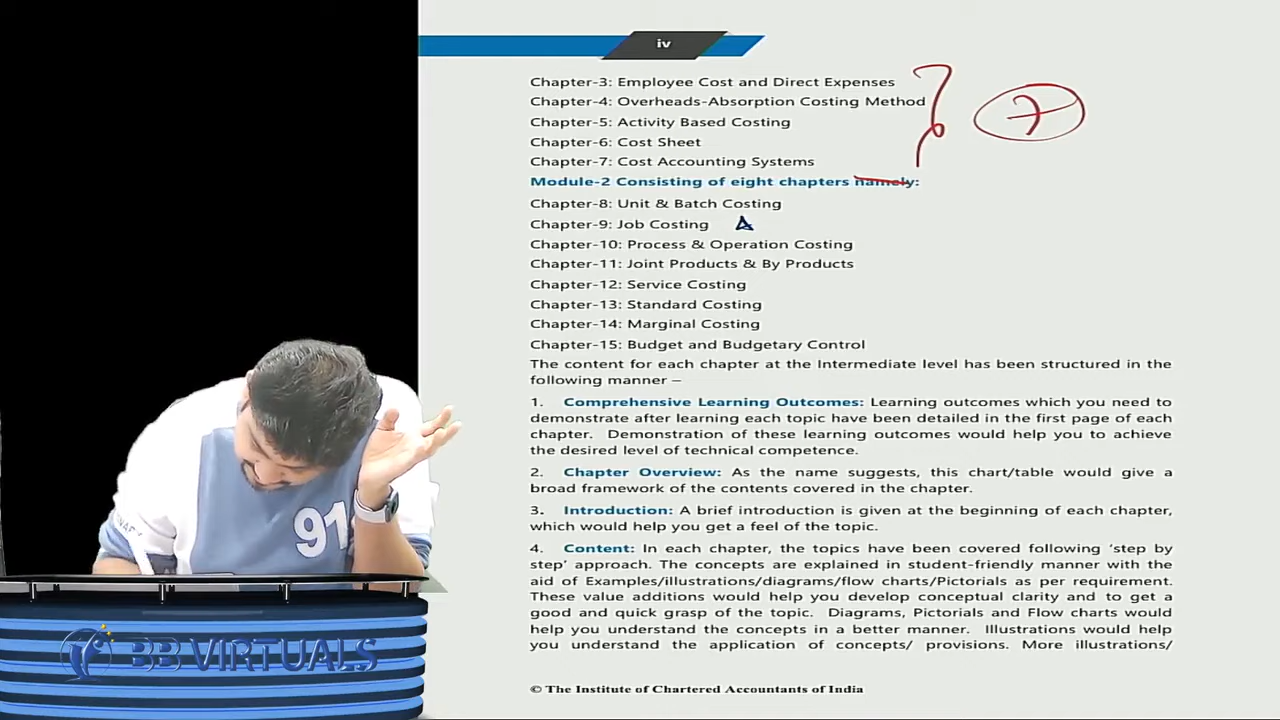 iv
Chapter-3: Employee Cost and Direct Expenses
Chapter-4: Overheads-Absorption Costing Method
7
Chapter-5: Activity Based Costing
Chapter-6: Cost Sheet
Chapter-7: Cost Accounting Systems
Module-2 Consisting of eight chapters namely:
Chapter-8: Unit & Batch Costing
Chapter-9: Job Costing
Chapter-10: Process & Operation Costing
Chapter-11: Joint Products & By Products
Chapter-12: Service Costing
Chapter-13: Standard Costing
Chapter-14: Marginal Costing
Chapter-15: Budget and Budgetary Control
The content for each chapter at the Intermediate level has been structured in the
following manner –
1. Comprehensive Learning Outcomes: Learning outcomes which you need to
demonstrate after learning each topic have been detailed in the first page of each
chapter. Demonstration of these learning outcomes would help you to achieve
the desired level of technical competence.
2. Chapter Overview: As the name suggests, this chart/table would give a
broad framework of the contents covered in the chapter.
3. Introduction: A brief introduction is given at the beginning of each chapter,
which would help you get a feel of the topic.
4. Content: In each chapter, the topics have been covered following ‘step by
step’ approach. The concepts are explained in student-friendly manner with the
aid of Examples/illustrations/diagrams/flow charts/Pictorials as per requirement.
These value additions would help you develop conceptual clarity and to get a
good and quick grasp of the topic. Diagrams, Pictorials and Flow charts would
help you understand the concepts in a better manner. Illustrations would help
you understand the application of concepts/ provisions. More illustrations/
© The Institute of Chartered Accountants of India
91
BB VIRTUALS